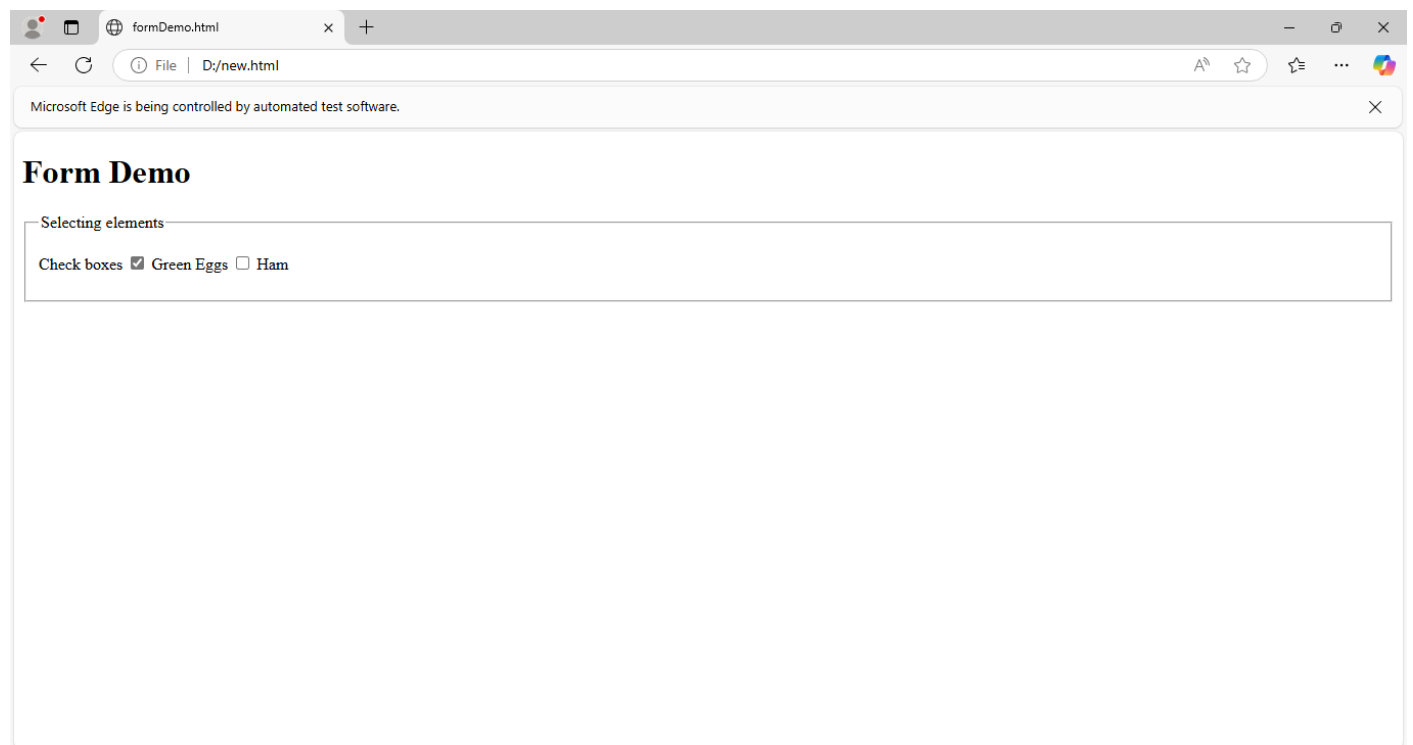 formDemo.html
File | D:/new.html
Microsoft Edge is being controlled by automated test software.
Form Demo
Selecting elements
Check boxes Green Eggs Ham